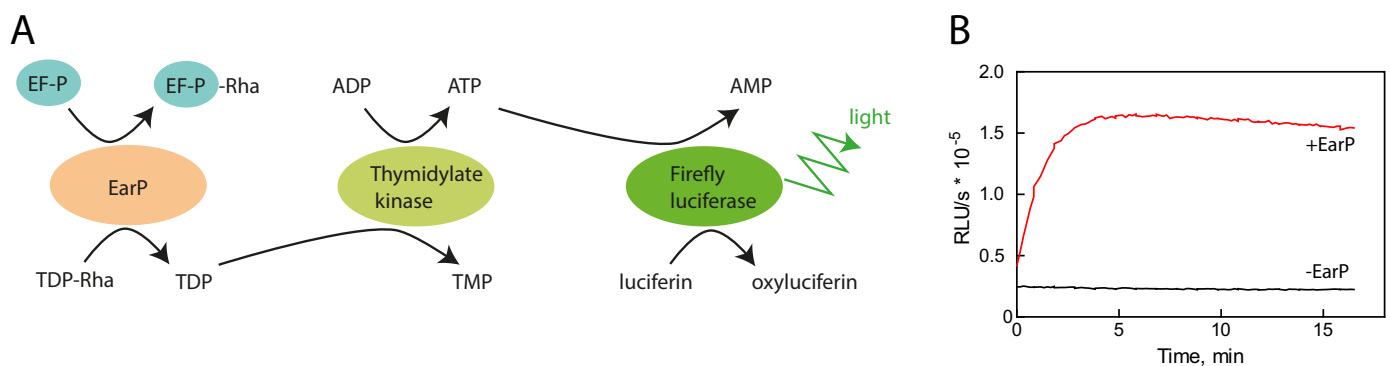 A
EF-P
EF-P -Rha
ADP
ATP
AMP
light
EarP
Thymidylate
kinase
Firefly
luciferase
TDP-Rha
TDP
TMP
luciferin
oxyluciferin
B
RLU/s * 10-5
2.0
1.5
1.0
0.5
0
+EarP
-EarP
0
5
10
15
Time, min